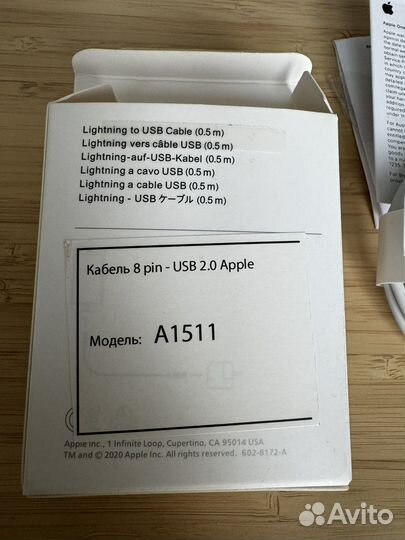 Lightning to USB Cable (0.5 m)
Lightning vers câble USB (0.5 m)
Lightning-auf-USB-Kabel (0.5 m)
Lightning a cavo USB (0.5 m)
Lightning a cable USB (0.5 m)
Lightning - USB ケーブル (0.5 m)
Кабель 8 pin - USB 2.0 Apple
Модель: A1511
Apple Inc., 1 Infinite Loop, Cupertino, CA 95014 USA
TM and © 2020 Apple Inc. All rights reserved. 602-8172-A
Apple One
Avito